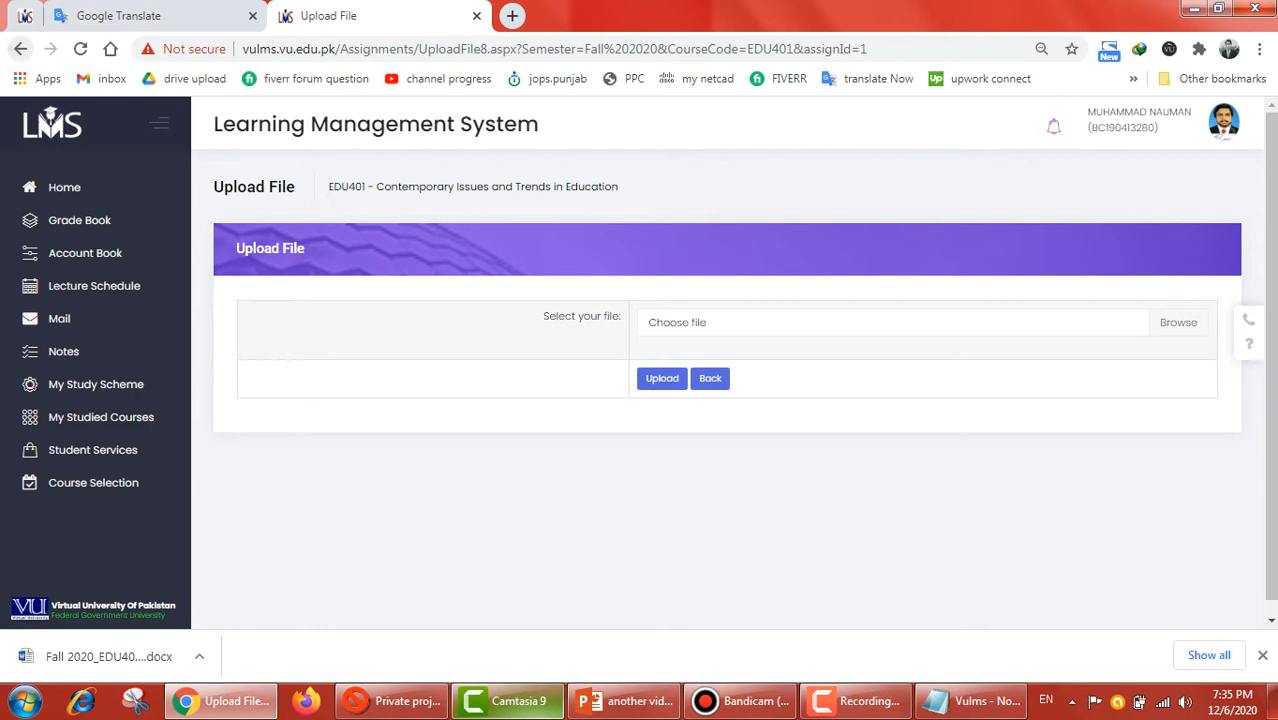 Google Translate
Upload File
Not secure
vulms.vu.edu.pk/Assignments/UploadFile8.aspx?Semester=Fall%202020&CourseCode=EDU401&assignId=1
New
Apps
inbox
drive upload
fiverr forum question
channel progress
jops.punjab
PPC
my netcad
FIVERR
translate Now
upwork connect
»
Other bookmarks
LMS
Learning Management System
MUHAMMAD NAUMAN
(BC190413280)
Home
Grade Book
Account Book
Lecture Schedule
Mail
Notes
My Study Scheme
My Studied Courses
Student Services
Course Selection
Upload File
EDU401 - Contemporary Issues and Trends in Education
Upload File
Select your file:
Choose file
Browse
Upload
Back
?
VU
Virtual University Of Pakistan
Federal Government University
Fall 2020_EDU40....docx
Show all
Upload File...
Private proj...
Camtasia 9
another vid...
Bandicam (...
Recording...
Vulms - No...
EN
7:35 PM
12/6/2020